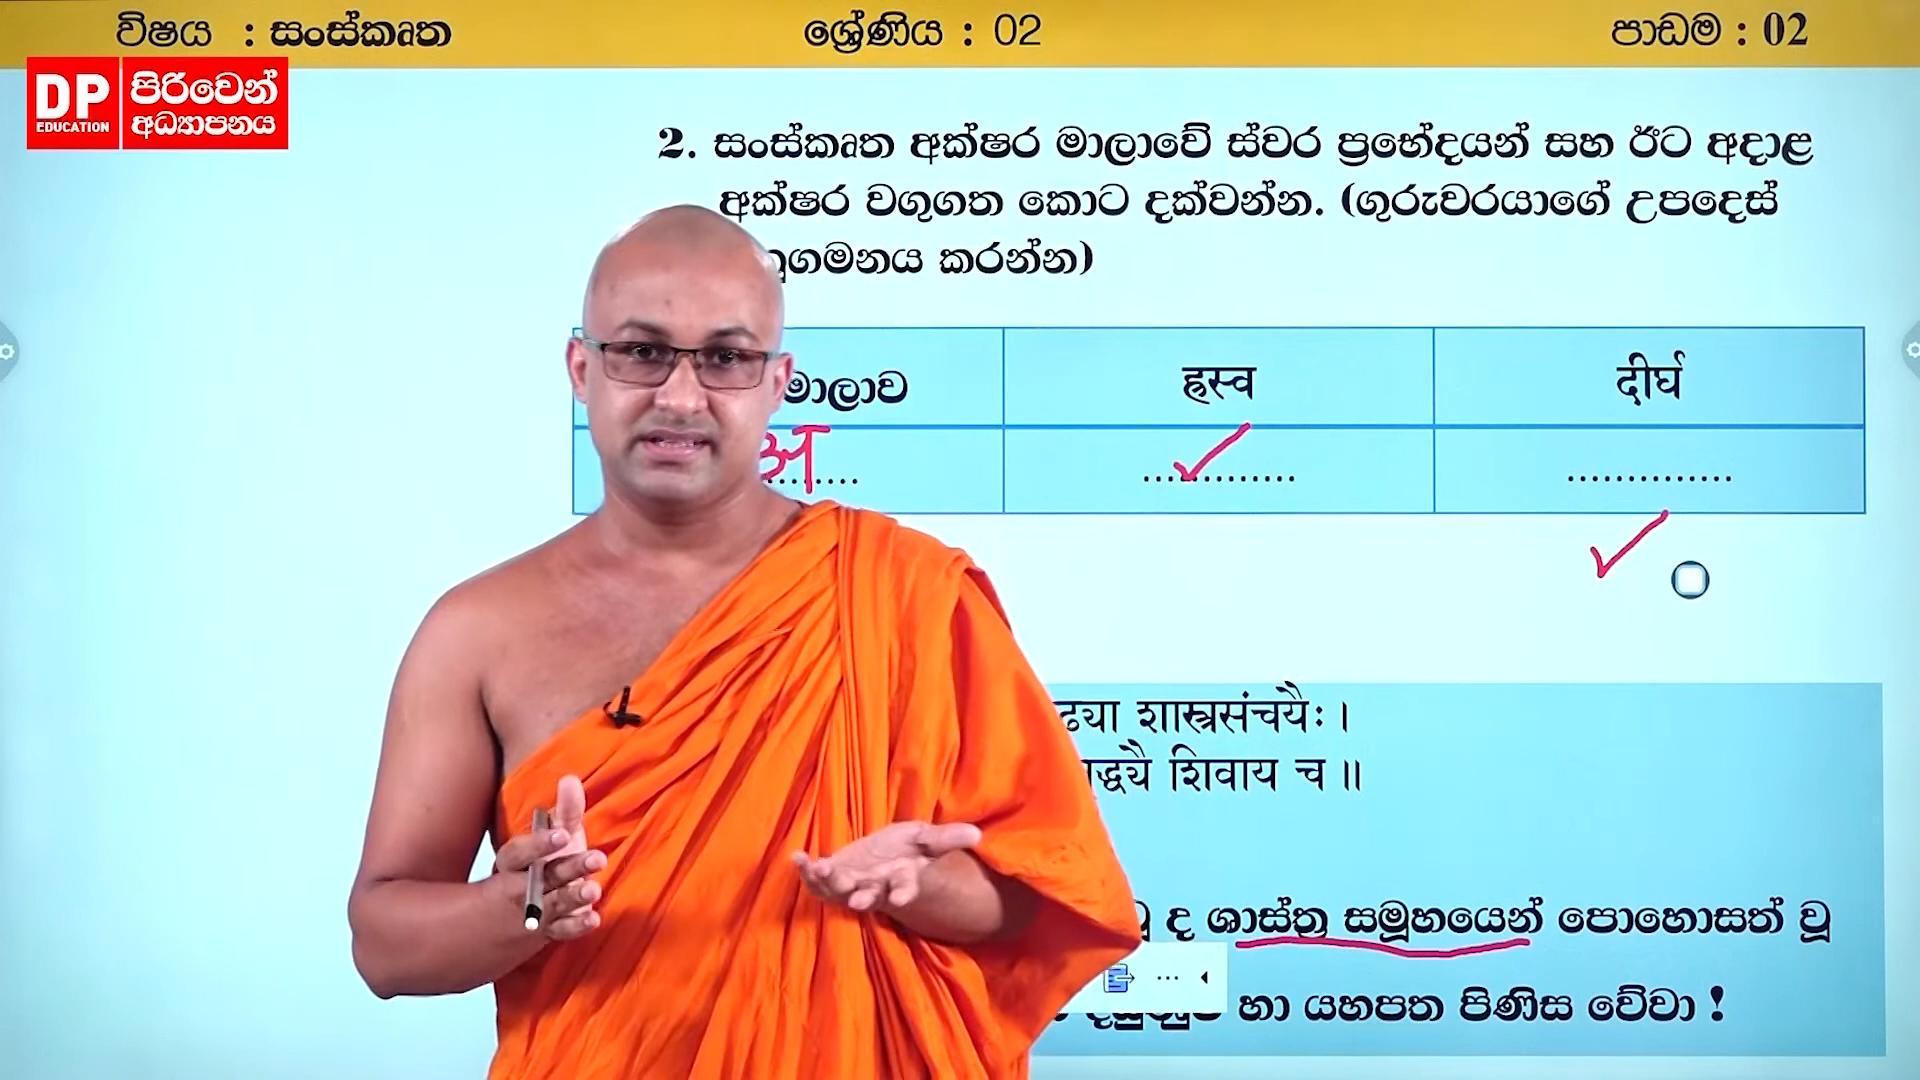 විෂය : සංස්කෘත
ශ්‍රේණිය : 02
පාඩම : 02
DP
EDUCATION
පිරිවෙන්
අධ්‍යාපනය
2. සංස්කෘත අක්ෂර මාලාවේ ස්වර ප්‍රභේදයන් සහ ඊට අදාළ
අක්ෂර වගුගත කොට දක්වන්න. (ගුරුවරයාගේ උපදෙස්
කරන්න)
ह्रस्व
दीर्घ
अ
शास्त्रसंचयैः ।
शिवाय च ॥
ද ශාස්ත්‍ර සමූහයෙන් පොහොසත් වූ
හා යහපත පිණිස වේවා !